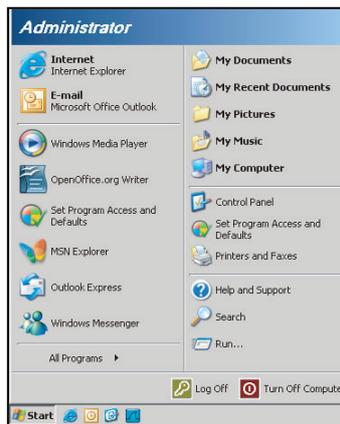 Administrator
Internet
Internet Explorer
E-mail
Microsoft Office Outlook
Windows Media Player
OpenOffice.org Writer
Set Program Access and
Defaults
MSN Explorer
Outlook Express
Windows Messenger
All Programs
My Documents
My Recent Documents
My Pictures
My Music
My Computer
Control Panel
Set Program Access and
Defaults
Printers and Faxes
Help and Support
Search
Run...
Log Off
Turn Off Compute
Start